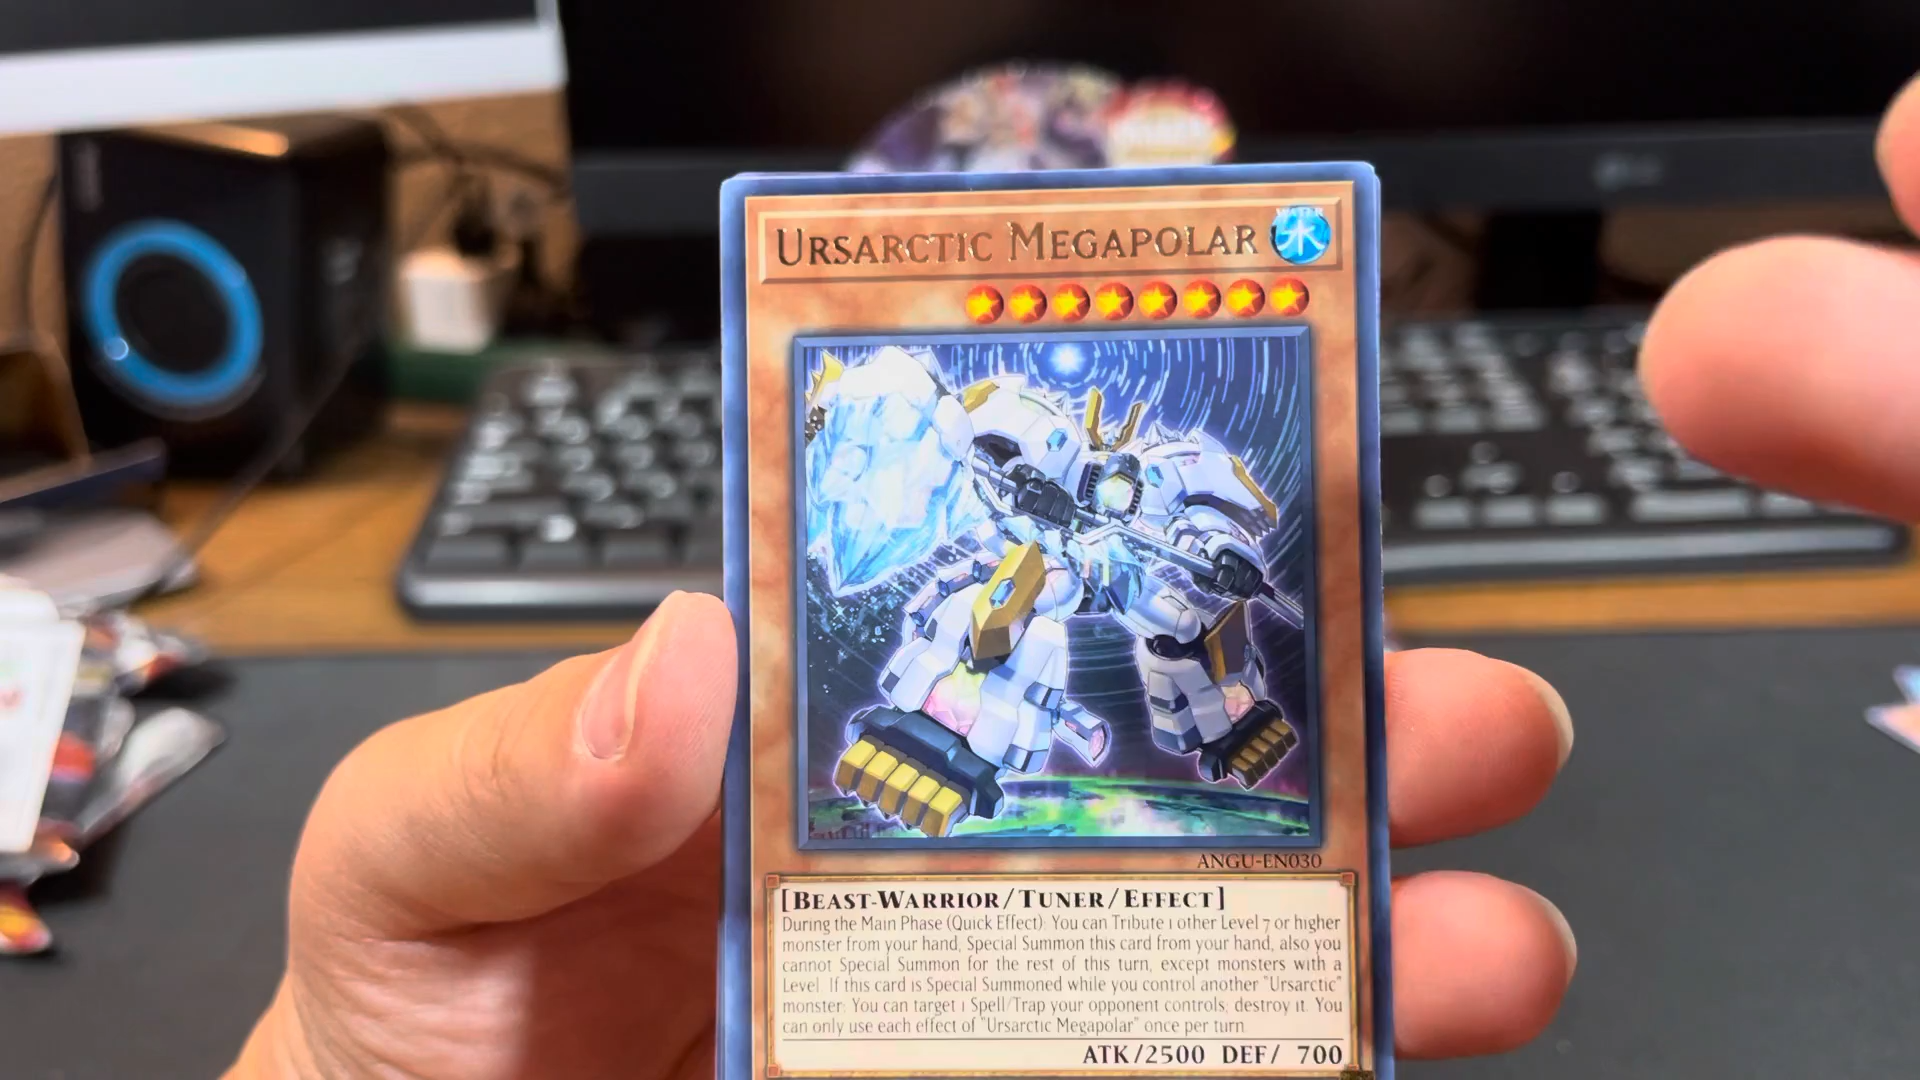 URSARCTIC MEGAPOLAR
WATER
水
ANGU-EN030
[BEAST-WARRIOR/TUNER/EFFECT]
During the Main Phase (Quick Effect): You can Tribute 1 other Level 7 or higher
monster from your hand; Special Summon this card from your hand, also you
cannot Special Summon for the rest of this turn, except monsters with a
Level. If this card is Special Summoned while you control another "Ursarctic"
monster: You can target 1 Spell/Trap your opponent controls; destroy it. You
can only use each effect of "Ursarctic Megapolar" once per turn.
ATK/2500 DEF/ 700
LG